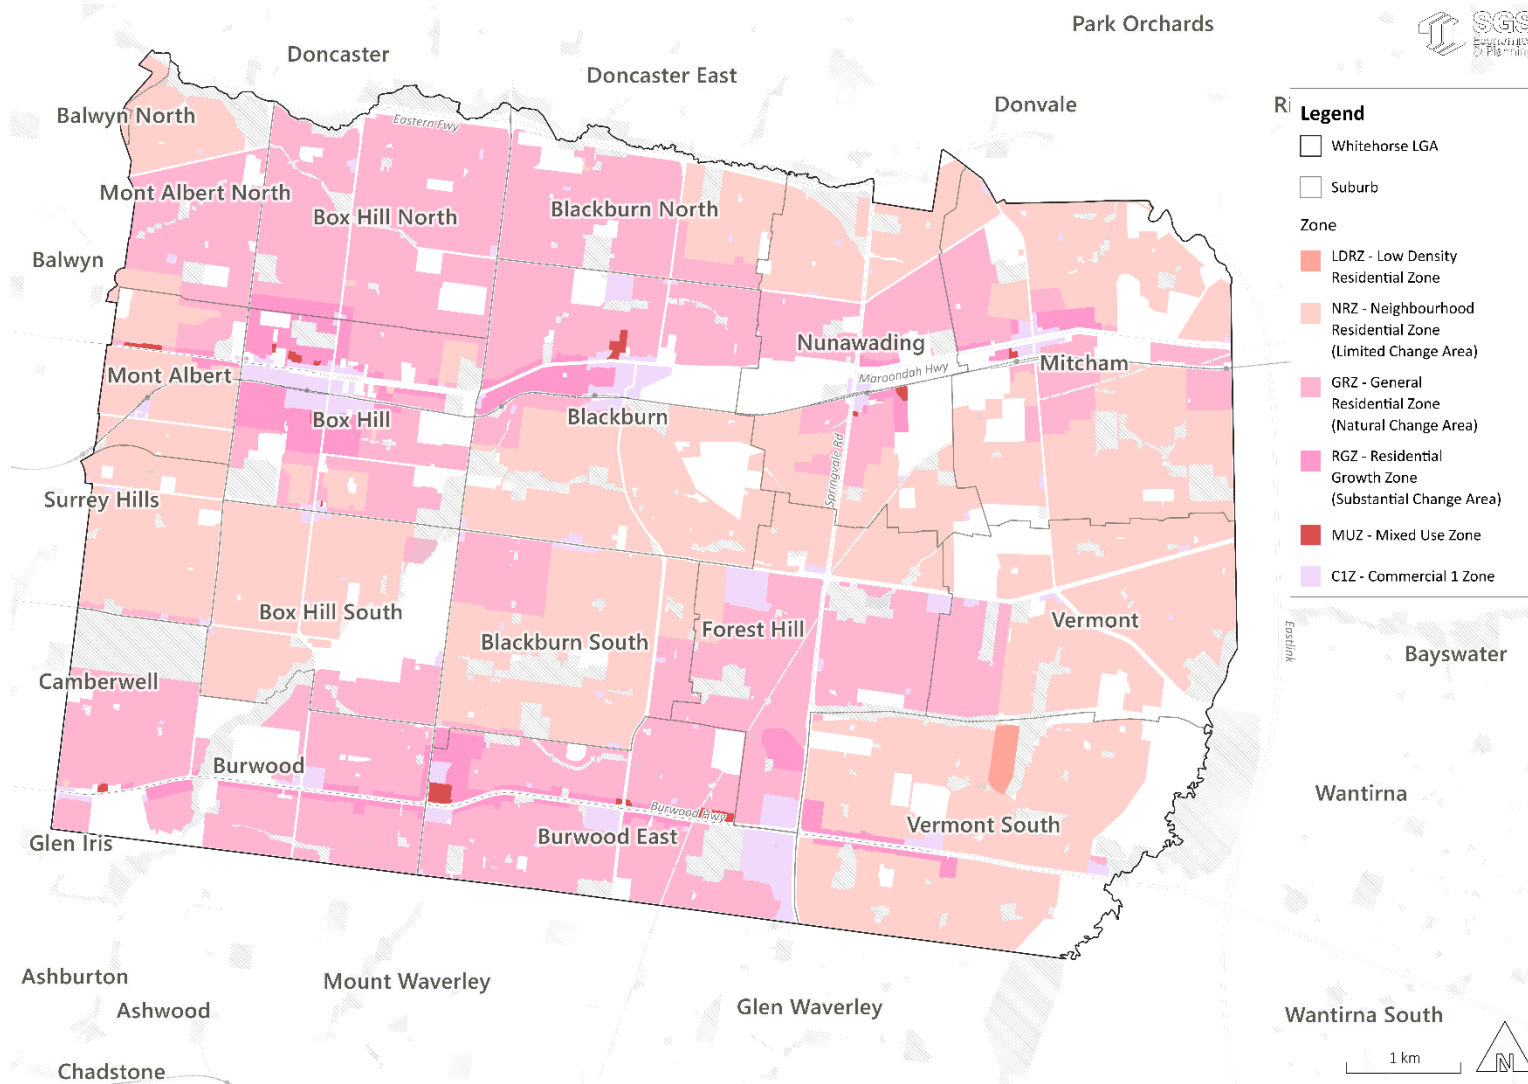 Park Orchards
SGS
Economics
& Planning
Doncaster
Doncaster East
Donvale
Ri
Balwyn North
Eastern Fwy
Mont Albert North
Box Hill North
Blackburn North
Balwyn
Nunawading
Mitcham
Maroondah Hwy
Mont Albert
Box Hill
Blackburn
Springvale Rd
Surrey Hills
Box Hill South
Blackburn South
Forest Hill
Vermont
Eastlink
Bayswater
Camberwell
Burwood
Wantirna
Burwood Hwy
Burwood East
Vermont South
Glen Iris
Ashburton
Mount Waverley
Glen Waverley
Ashwood
Wantirna South
Chadstone
Legend
Whitehorse LGA
Suburb
Zone
LDRZ - Low Density
Residential Zone
NRZ - Neighbourhood
Residential Zone
(Limited Change Area)
GRZ - General
Residential Zone
(Natural Change Area)
RGZ - Residential
Growth Zone
(Substantial Change Area)
MUZ - Mixed Use Zone
C1Z - Commercial 1 Zone
1 km
N